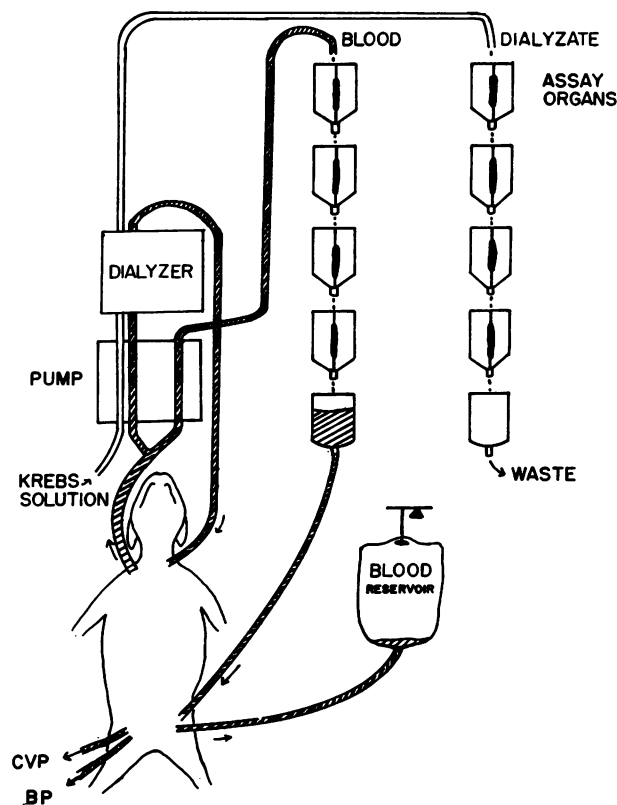 BLOOD
DIALYZATE
ASSAY
ORGANS
DIALYZER
PUMP
KREBS
SOLUTION
WASTE
BLOOD
RESERVOIR
CVP
BP